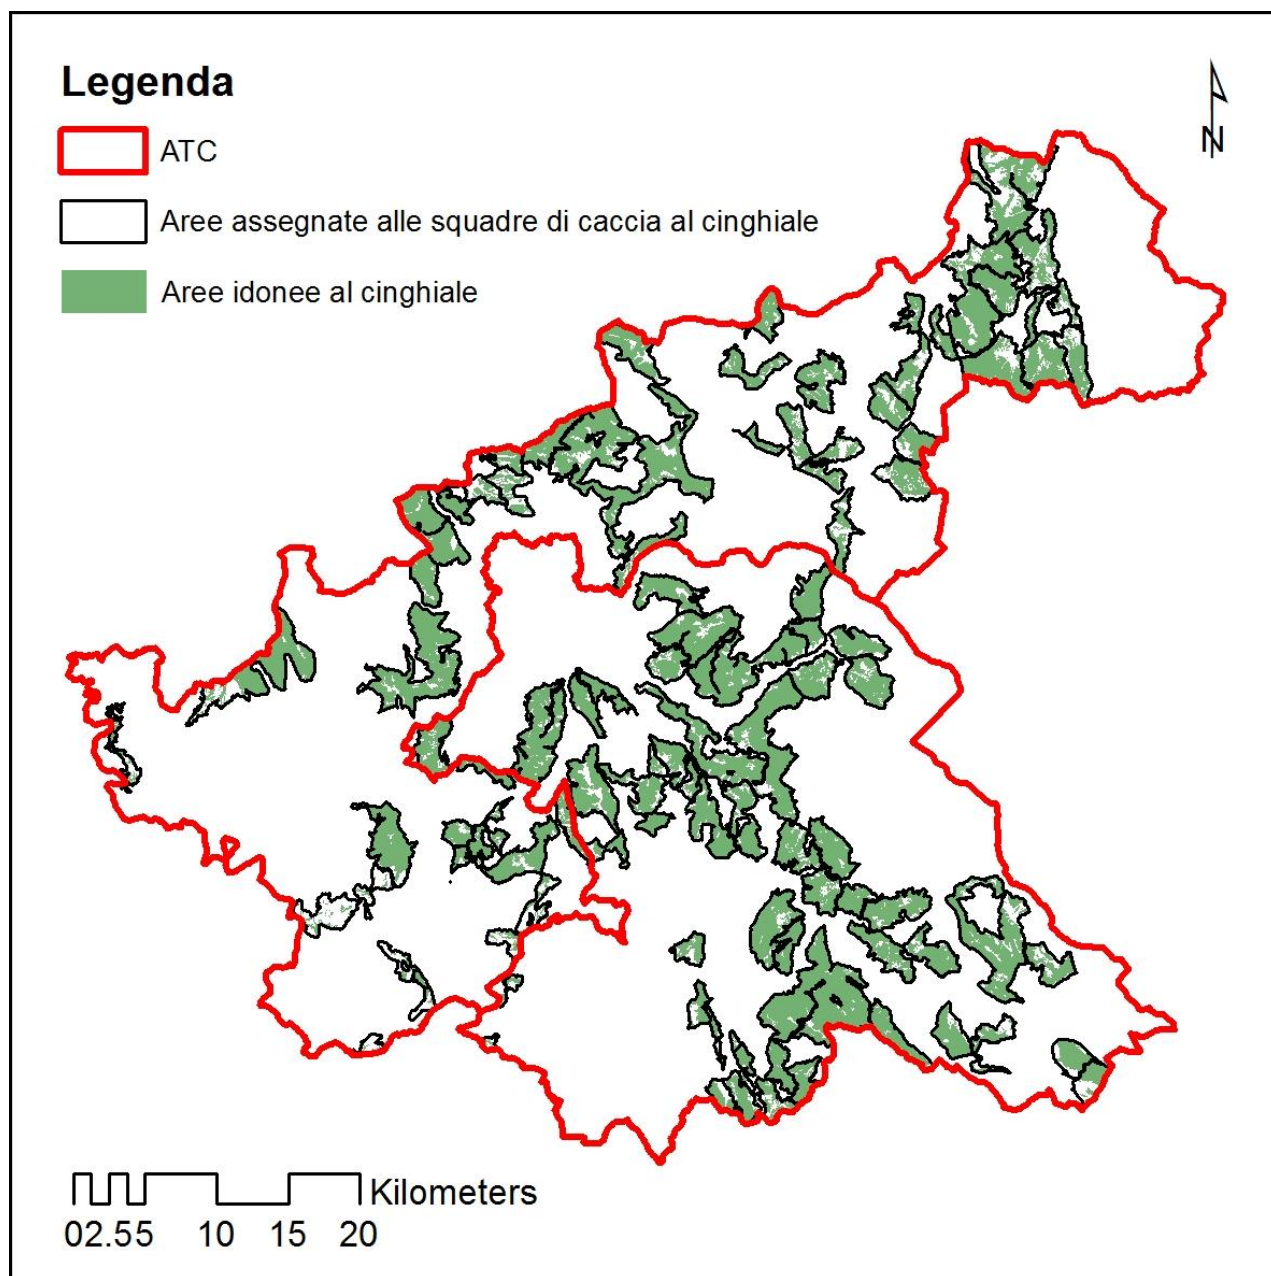 Legenda
ATC
Aree assegnate alle squadre di caccia al cinghiale
Aree idonee al cinghiale
N
Kilometers
02.55 10 15 20